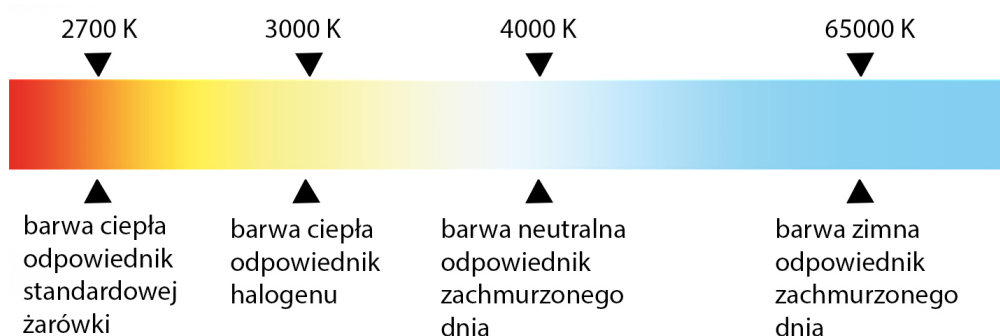 2700 K
3000 K
4000 K
65000 K
barwa ciepła
odpowiednik
standardowej
żarówki
barwa ciepła
odpowiednik
halogenu
barwa neutralna
odpowiednik
zachmurzonego
dnia
barwa zimna
odpowiednik
zachmurzonego
dnia